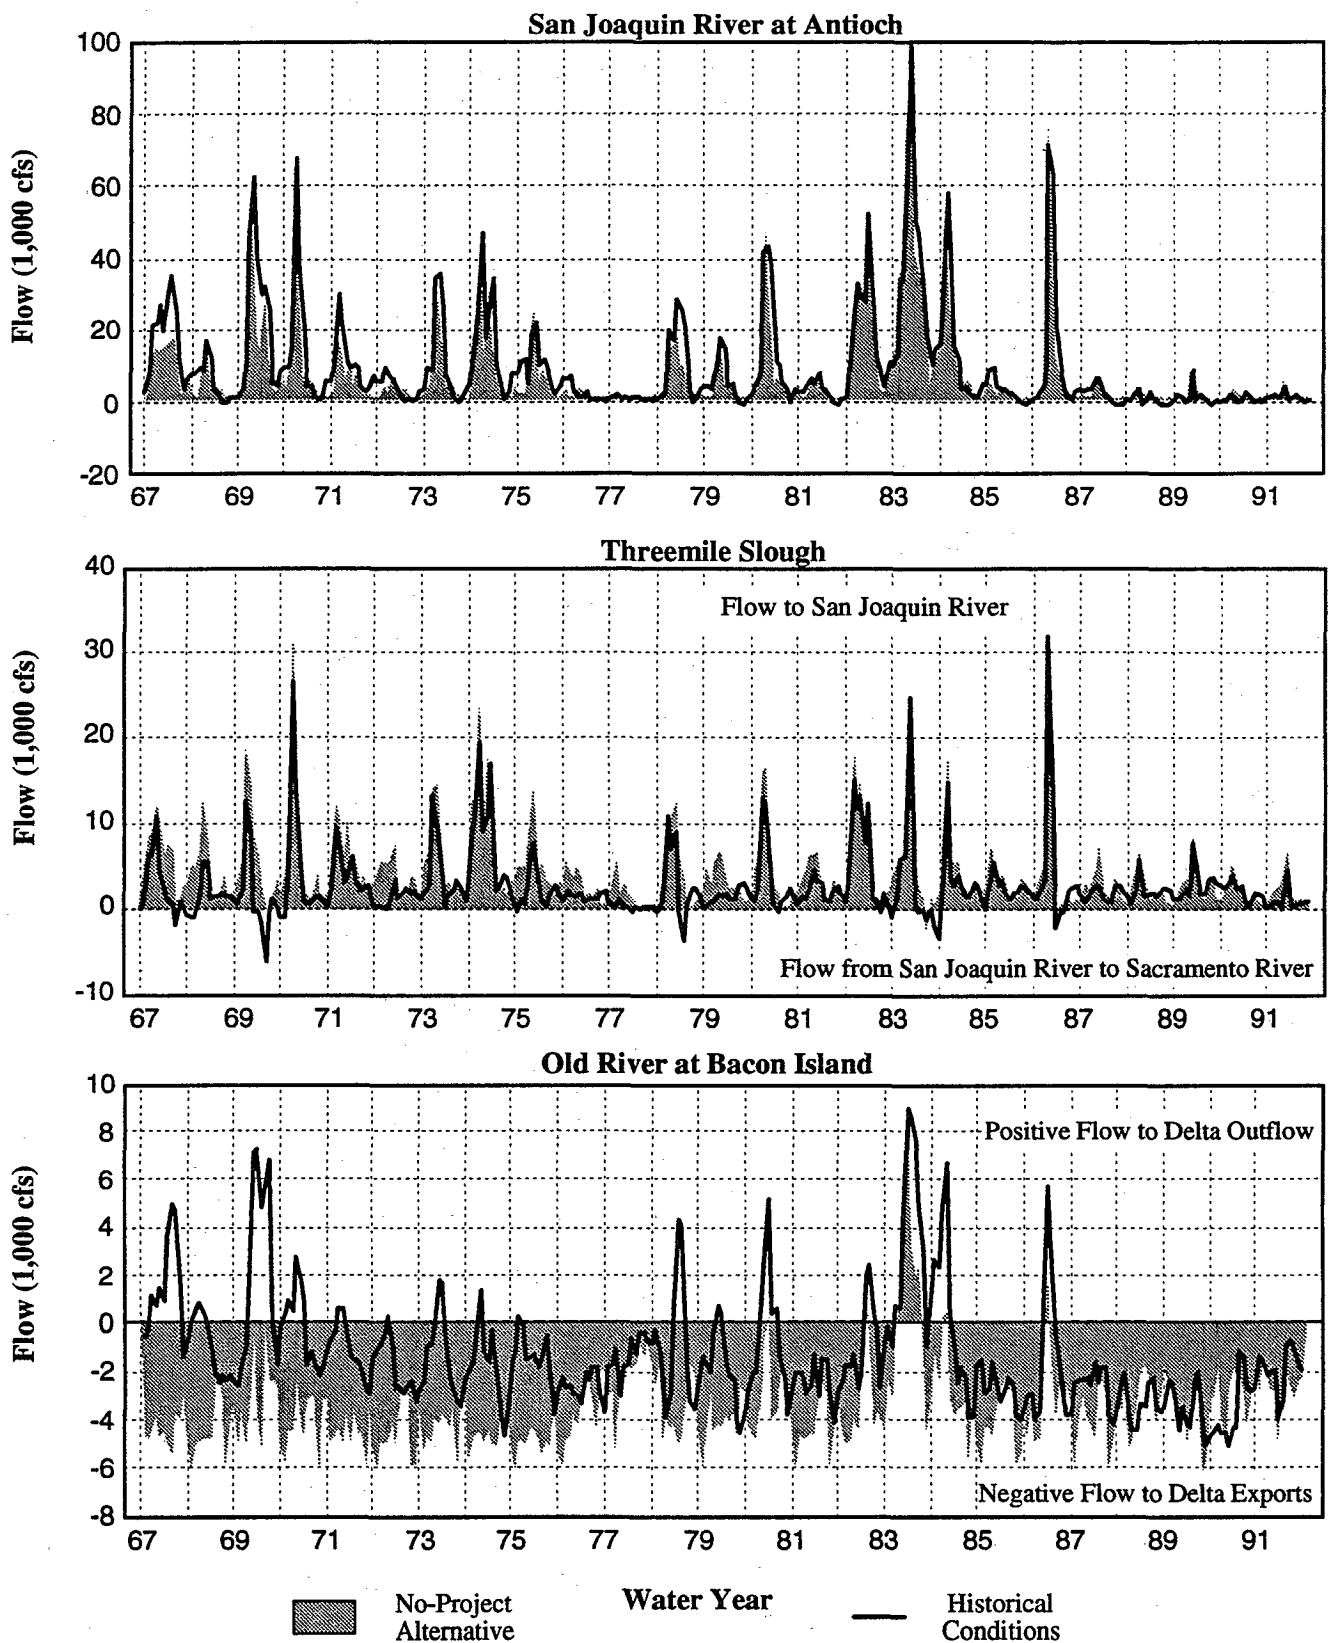 San Joaquin River at Antioch
100
80
60
40
20
0
-20
Flow (1,000 cfs)
67 69 71 73 75 77 79 81 83 85 87 89 91
Threemile Slough
40
30
20
10
0
-10
Flow (1,000 cfs)
Flow to San Joaquin River
Flow from San Joaquin River to Sacramento River
67 69 71 73 75 77 79 81 83 85 87 89 91
Old River at Bacon Island
10
8
6
4
2
0
-2
-4
-6
-8
Flow (1,000 cfs)
Positive Flow to Delta Outflow
Negative Flow to Delta Exports
67 69 71 73 75 77 79 81 83 85 87 89 91
Water Year
No-Project
Alternative
Historical
Conditions